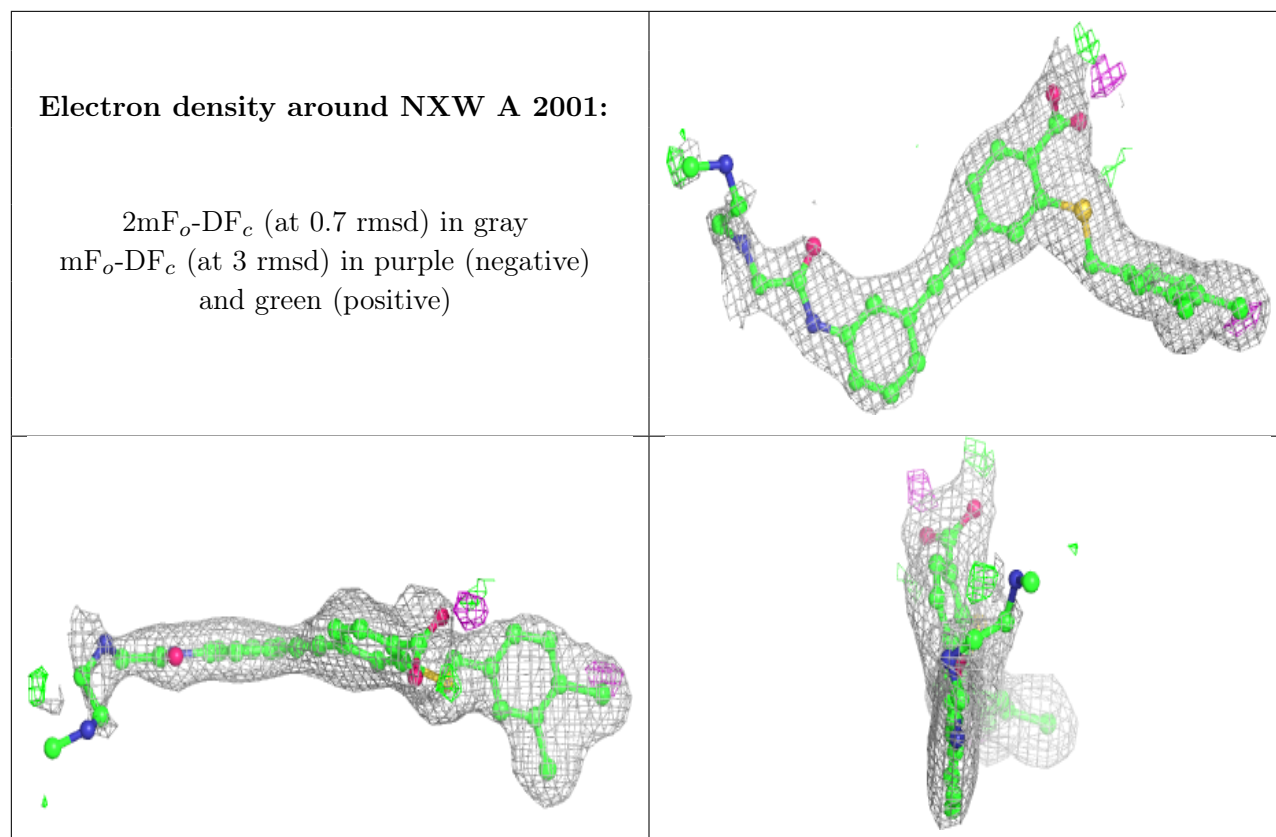 Electron density around NXW A 2001:
2mFₒ-DF𝒸 (at 0.7 rmsd) in gray
mFₒ-DF𝒸 (at 3 rmsd) in purple (negative)
and green (positive)